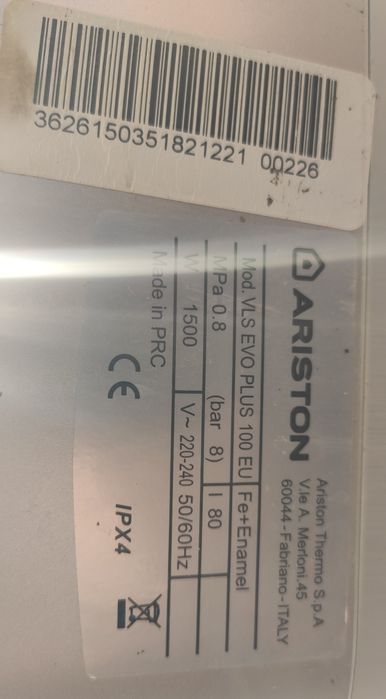 3626150351821221 00226
ARISTON
Ariston Thermo S.p.A
V.le A. Merloni.45
60044 - Fabriano - ITALY
Mod. VLS EVO PLUS 100 EU Fe+Enamel
MPa 0.8 (bar 8) l 80
W 1500 V~ 220-240 50/60Hz
Made in PRC
CE IPX4